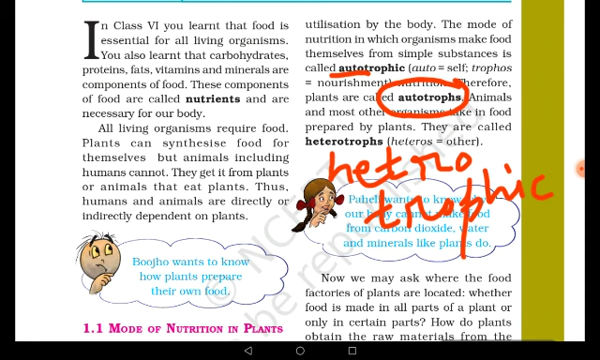 In Class VI you learnt that food is
essential for all living organisms.
You also learnt that carbohydrates,
proteins, fats, vitamins and minerals are
components of food. These components
of food are called nutrients and are
necessary for our body.
All living organisms require food.
Plants can synthesise food for
themselves but animals including
humans cannot. They get it from plants
or animals that eat plants. Thus,
humans and animals are directly or
indirectly dependent on plants.
Boojho wants to know
how plants prepare
their own food.
1.1 MODE OF NUTRITION IN PLANTS
utilisation by the body. The mode of
nutrition in which organisms make food
themselves from simple substances is
called autotrophic (auto = self; trophos
= nourishment) nutrition. Therefore,
plants are called autotrophs. Animals
and most other organisms take in food
prepared by plants. They are called
heterotrophs (heteros = other).
hetro
trophic
Paheli wants to know
our body cannot make food
from carbon dioxide, water
and minerals like plants do.
Now we may ask where the food
factories of plants are located: whether
food is made in all parts of a plant or
only in certain parts? How do plants
obtain the raw materials from the